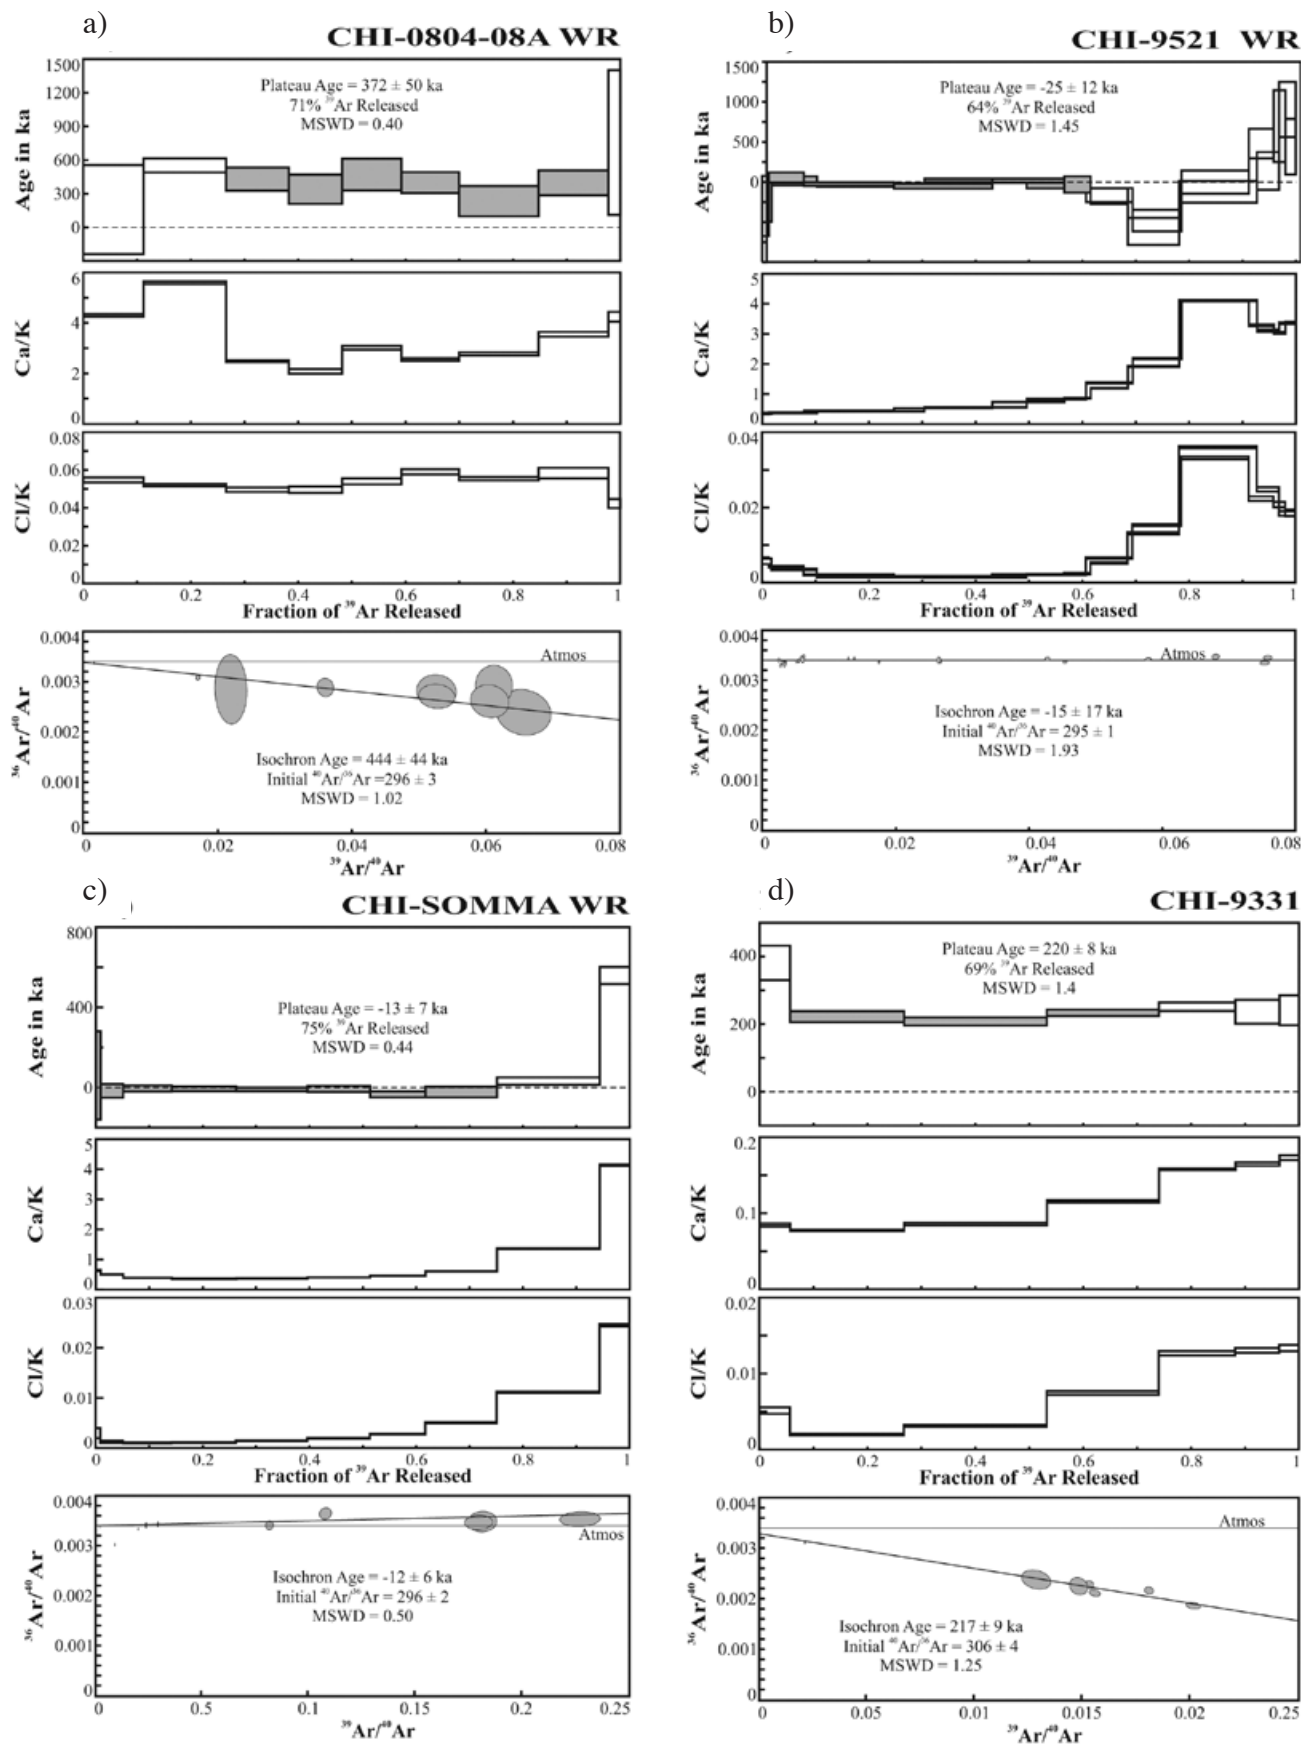 a)
CHI-0804-08A WR
1500
1200
900
600
300
0
Age in ka
Plateau Age = 372 ± 50 ka
71% ³⁹Ar Released
MSWD = 0.40
6
4
2
0
Ca/K
0.08
0.06
0.04
0.02
0
Cl/K
0 0.2 0.4 0.6 0.8 1
Fraction of ³⁹Ar Released
0.004
0.003
0.002
0.001
0
³⁶Ar/⁴⁰Ar
Atmos
Isochron Age = 444 ± 44 ka
Initial ⁴⁰Ar/³⁶Ar =296 ± 3
MSWD = 1.02
0 0.02 0.04 0.06 0.08
³⁹Ar/⁴⁰Ar
b)
CHI-9521 WR
1500
1000
500
0
Age in ka
Plateau Age = -25 ± 12 ka
64% ³⁹Ar Released
MSWD = 1.45
5
4
3
2
1
0
Ca/K
0.04
0.02
0
Cl/K
0 0.2 0.4 0.6 0.8 1
Fraction of ³⁹Ar Released
0.004
0.003
0.002
0.001
0
³⁶Ar/⁴⁰Ar
Atmos
Isochron Age = -15 ± 17 ka
Initial ⁴⁰Ar/³⁶Ar = 295 ± 1
MSWD = 1.93
0 0.02 0.04 0.06 0.08
³⁹Ar/⁴⁰Ar
c)
CHI-SOMMA WR
800
400
0
Age in ka
Plateau Age = -13 ± 7 ka
75% ³⁹Ar Released
MSWD = 0.44
5
4
3
2
1
0
Ca/K
0.03
0.02
0.01
0
Cl/K
0 0.2 0.4 0.6 0.8 1
Fraction of ³⁹Ar Released
0.004
0.003
0.002
0.001
0
³⁶Ar/⁴⁰Ar
Atmos
Isochron Age = -12 ± 6 ka
Initial ⁴⁰Ar/³⁶Ar = 296 ± 2
MSWD = 0.50
0 0.5 0.1 0.15 0.2 0.25
³⁹Ar/⁴⁰Ar
d)
CHI-9331
400
200
0
Age in ka
Plateau Age = 220 ± 8 ka
69% ³⁹Ar Released
MSWD = 1.4
0.2
0.1
0
Ca/K
0.02
0.01
0
Cl/K
0 0.2 0.4 0.6 0.8 1
Fraction of ³⁹Ar Released
0.004
0.003
0.002
0.001
0
³⁶Ar/⁴⁰Ar
Atmos
Isochron Age = 217 ± 9 ka
Initial ⁴⁰Ar/³⁶Ar = 306 ± 4
MSWD = 1.25
0 0.05 0.01 0.015 0.02 0.25
³⁹Ar/⁴⁰Ar